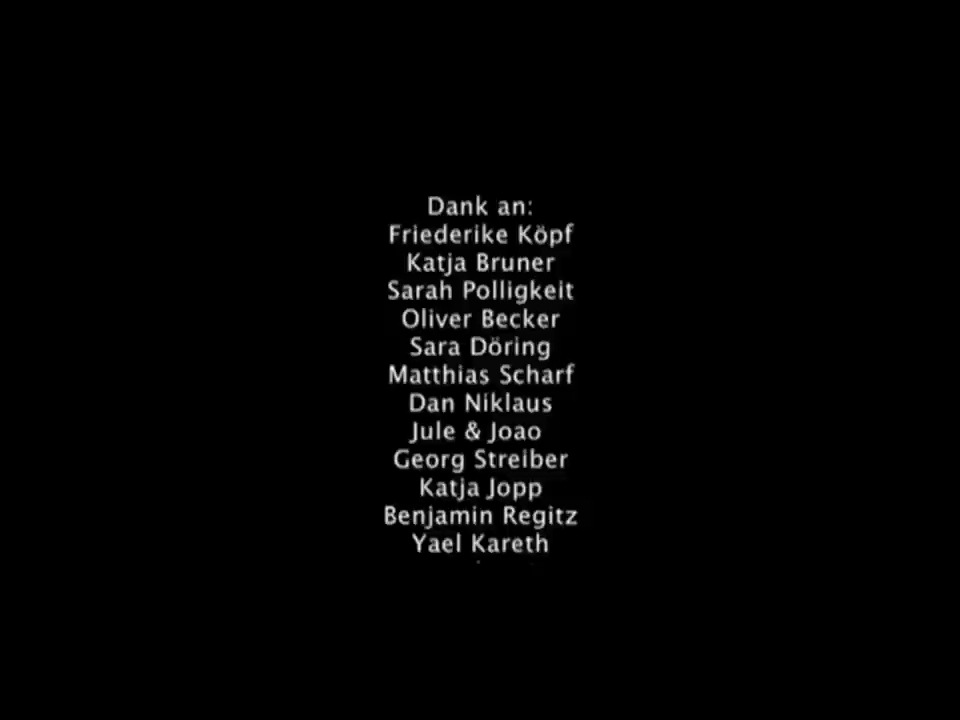 Dank an:
Friederike Köpf
Katja Bruner
Sarah Polligkeit
Oliver Becker
Sara Döring
Matthias Scharf
Dan Niklaus
Jule & Joao
Georg Streiber
Katja Jopp
Benjamin Regitz
Yael Kareth